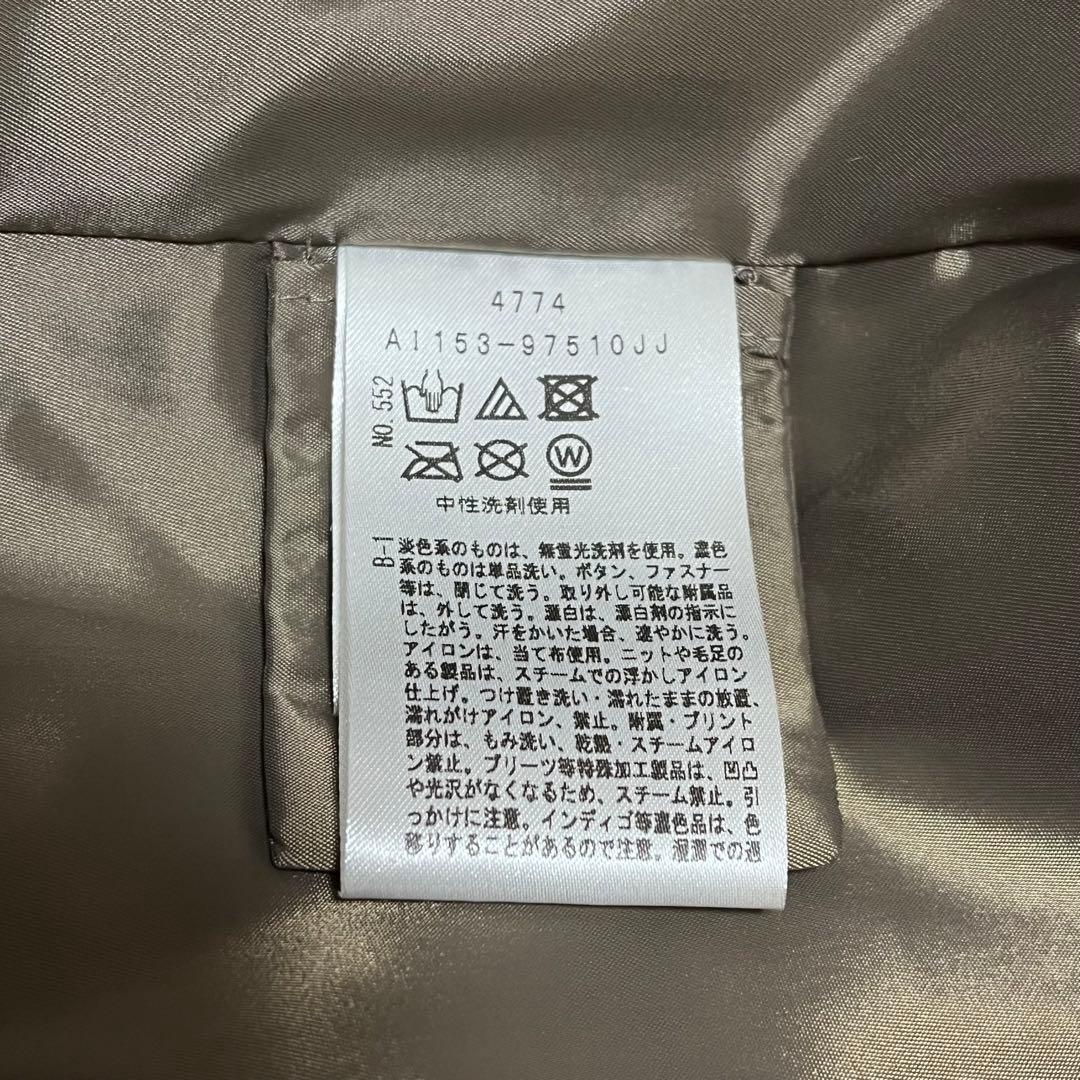 4774
AI153-97510JJ
NO.552
W
中性洗剤使用
B-1
淡色系のものは、無蛍光洗剤を使用。濃色
系のものは単品洗い。ボタン、ファスナー
等は、閉じて洗う。取り外し可能な附属品
は、外して洗う。漂白は、漂白剤の指示に
したがう。汗をかいた場合、速やかに洗う。
アイロンは、当て布使用。ニットや毛足の
ある製品は、スチームでの浮かしアイロン
仕上げ。つけ置き洗い・濡れたままの放置、
濡れがけアイロン、禁止。附属・プリント
部分は、もみ洗い、乾熱・スチームアイロ
ン禁止。プリーツ等特殊加工製品は、凹凸
や光沢がなくなるため、スチーム禁止。引
っかけに注意。インディゴ等濃色品は、色
移りすることがあるので注意。湿潤での